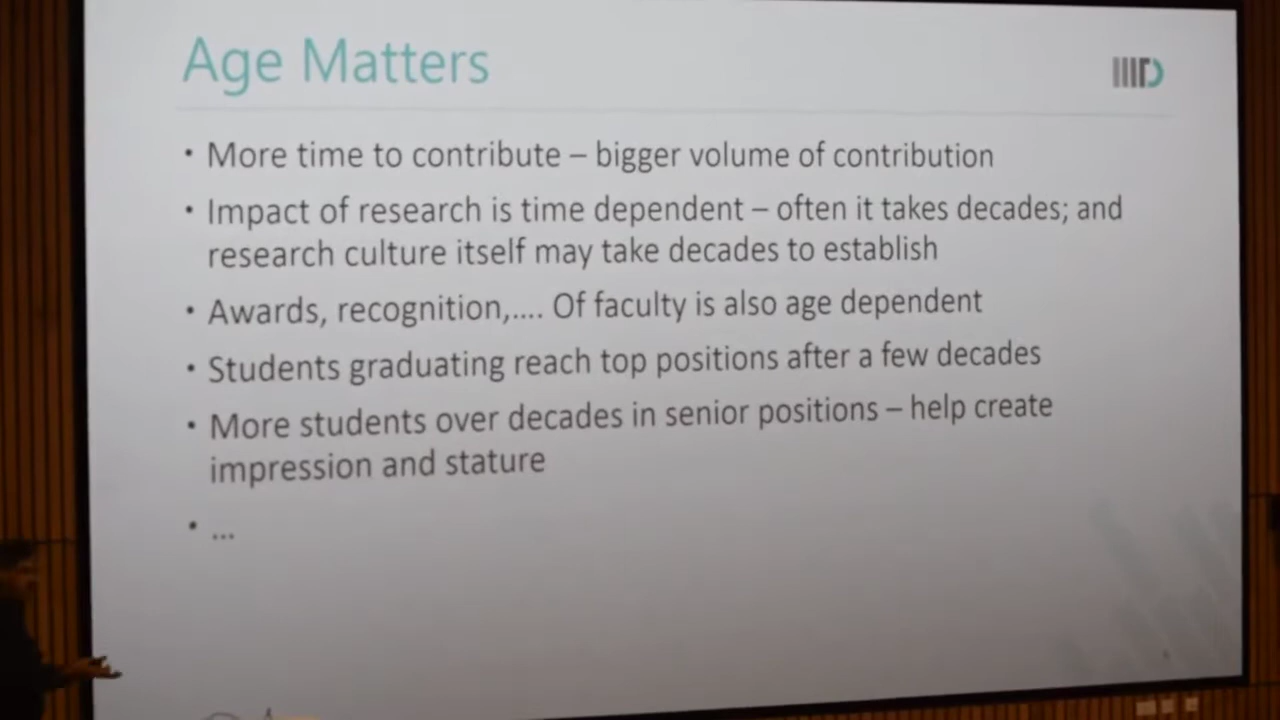 Age Matters
IIITD
• More time to contribute – bigger volume of contribution
• Impact of research is time dependent – often it takes decades; and
research culture itself may take decades to establish
• Awards, recognition,.... Of faculty is also age dependent
• Students graduating reach top positions after a few decades
• More students over decades in senior positions – help create
impression and stature
• ...